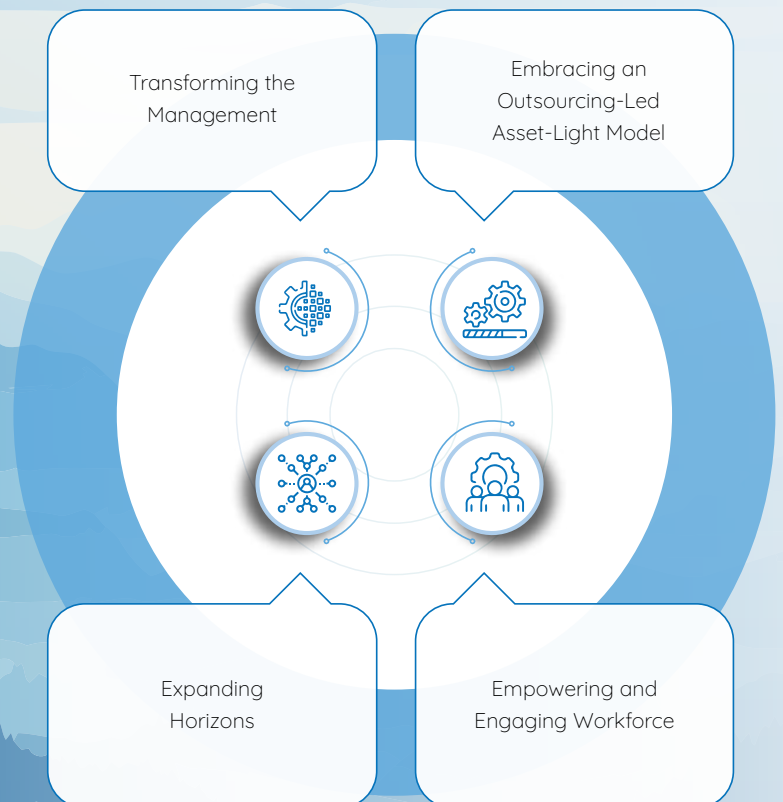 Transforming the
Management
Embracing an
Outsourcing-Led
Asset-Light Model
Expanding
Horizons
Empowering and
Engaging Workforce